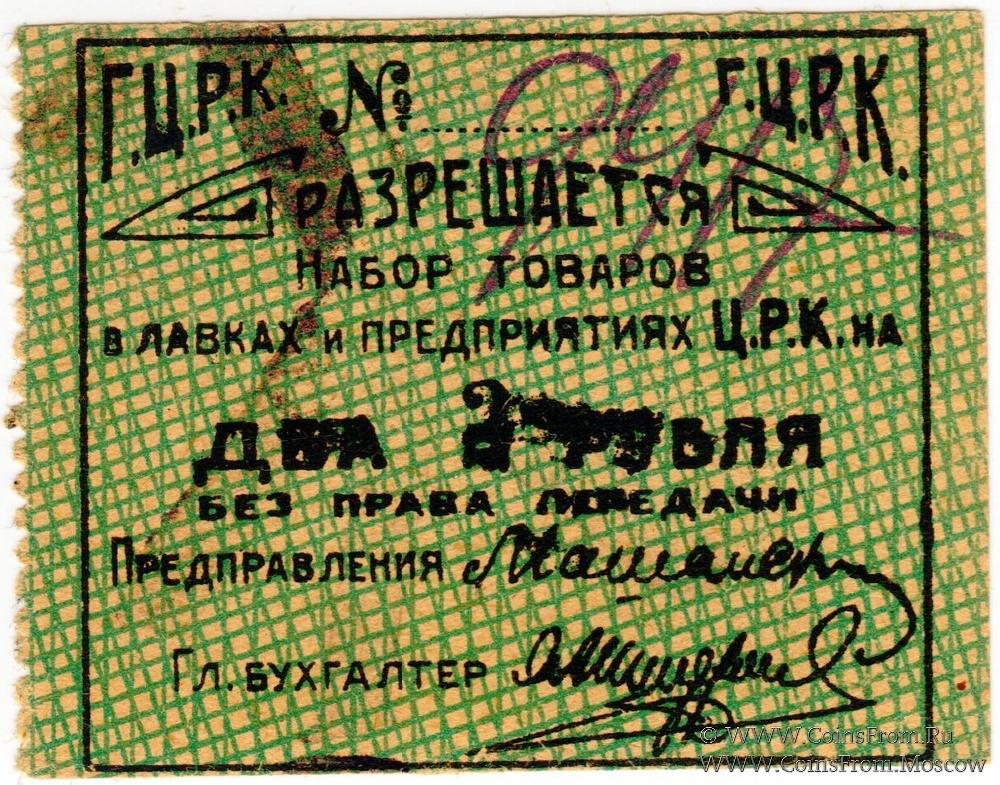 Г.Ц.Р.К. № Г.Ц.Р.К.
РАЗРЕШАЕТСЯ
НАБОР ТОВАРОВ
В ЛАВКАХ И ПРЕДПРИЯТИЯХ Ц.Р.К. НА
ДВА 2 РУБЛЯ
БЕЗ ПРАВА ПЕРЕДАЧИ
ПРЕДПРАВЛЕНИЯ
ГЛ. БУХГАЛТЕР
© WWW.CoinsFrom.Ru
WWW.CoinsFrom.Moscow